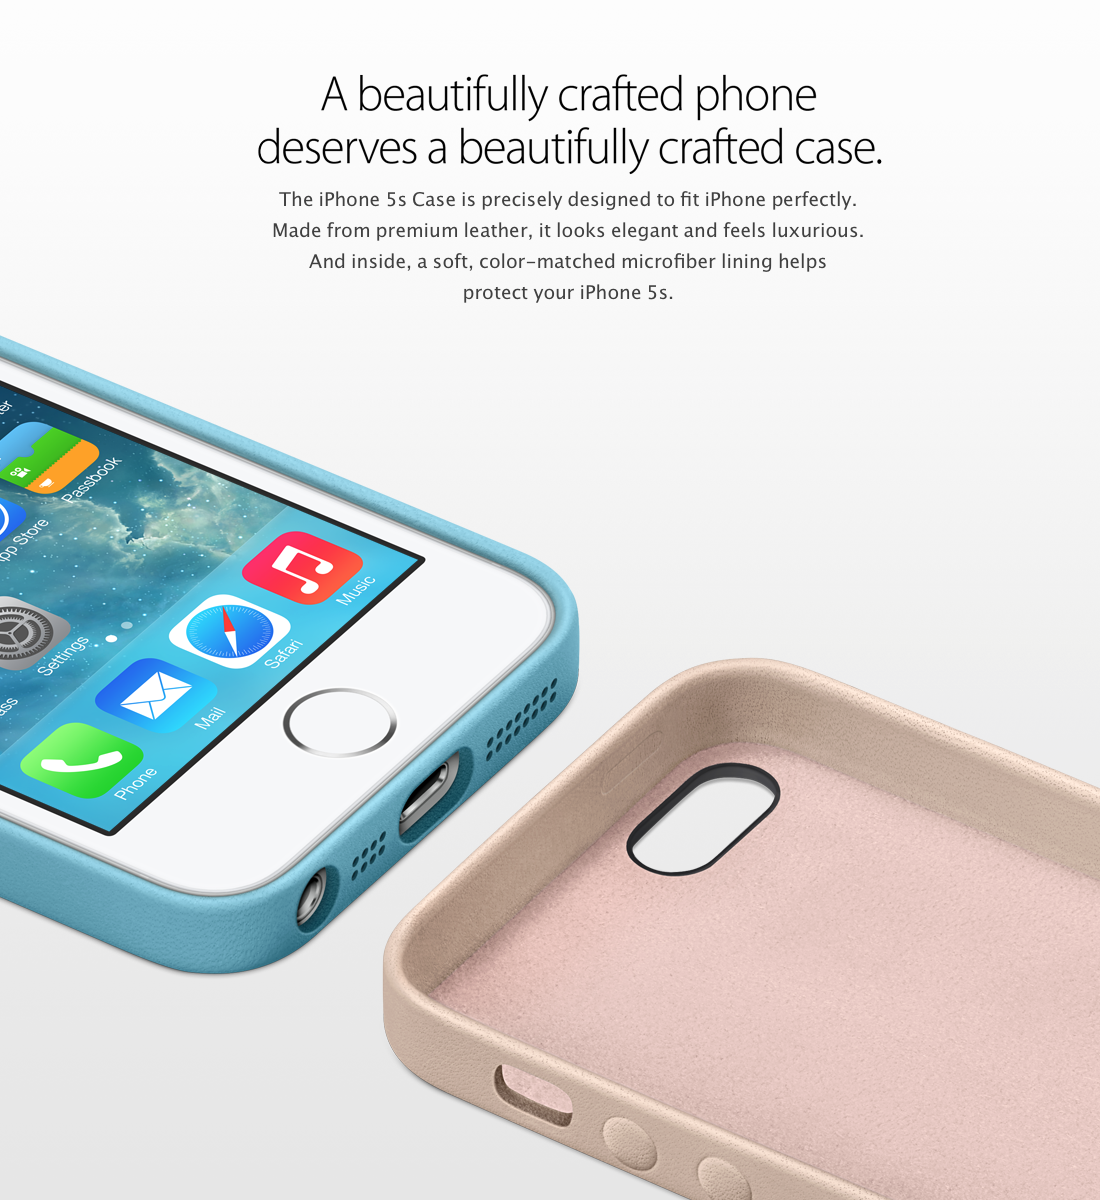 A beautifully crafted phone
deserves a beautifully crafted case.
The iPhone 5s Case is precisely designed to fit iPhone perfectly.
Made from premium leather, it looks elegant and feels luxurious.
And inside, a soft, color-matched microfiber lining helps
protect your iPhone 5s.
Passbook
Settings
Music
Safari
Mail
Phone